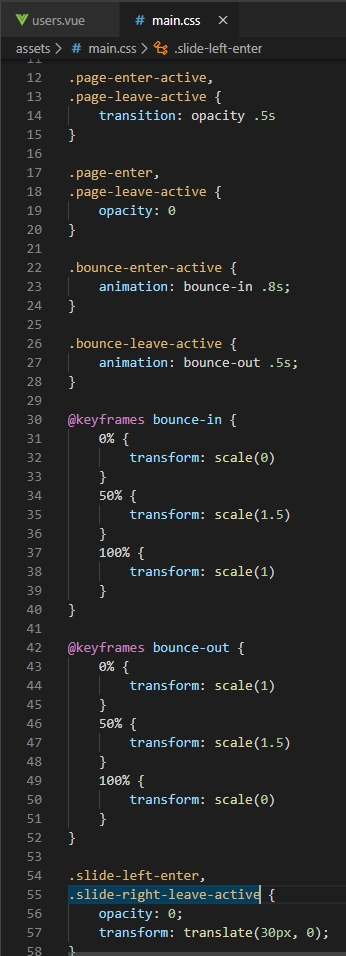 users.vue main.css ×
assets > # main.css > .slide-left-enter
11
12 .page-enter-active,
13 .page-leave-active {
14     transition: opacity .5s
15 }
16
17 .page-enter,
18 .page-leave-active {
19     opacity: 0
20 }
21
22 .bounce-enter-active {
23     animation: bounce-in .8s;
24 }
25
26 .bounce-leave-active {
27     animation: bounce-out .5s;
28 }
29
30 @keyframes bounce-in {
31     0% {
32         transform: scale(0)
33     }
34     50% {
35         transform: scale(1.5)
36     }
37     100% {
38         transform: scale(1)
39     }
40 }
41
42 @keyframes bounce-out {
43     0% {
44         transform: scale(1)
45     }
46     50% {
47         transform: scale(1.5)
48     }
49     100% {
50         transform: scale(0)
51     }
52 }
53
54 .slide-left-enter,
55 .slide-right-leave-active {
56     opacity: 0;
57     transform: translate(30px, 0);
58 }